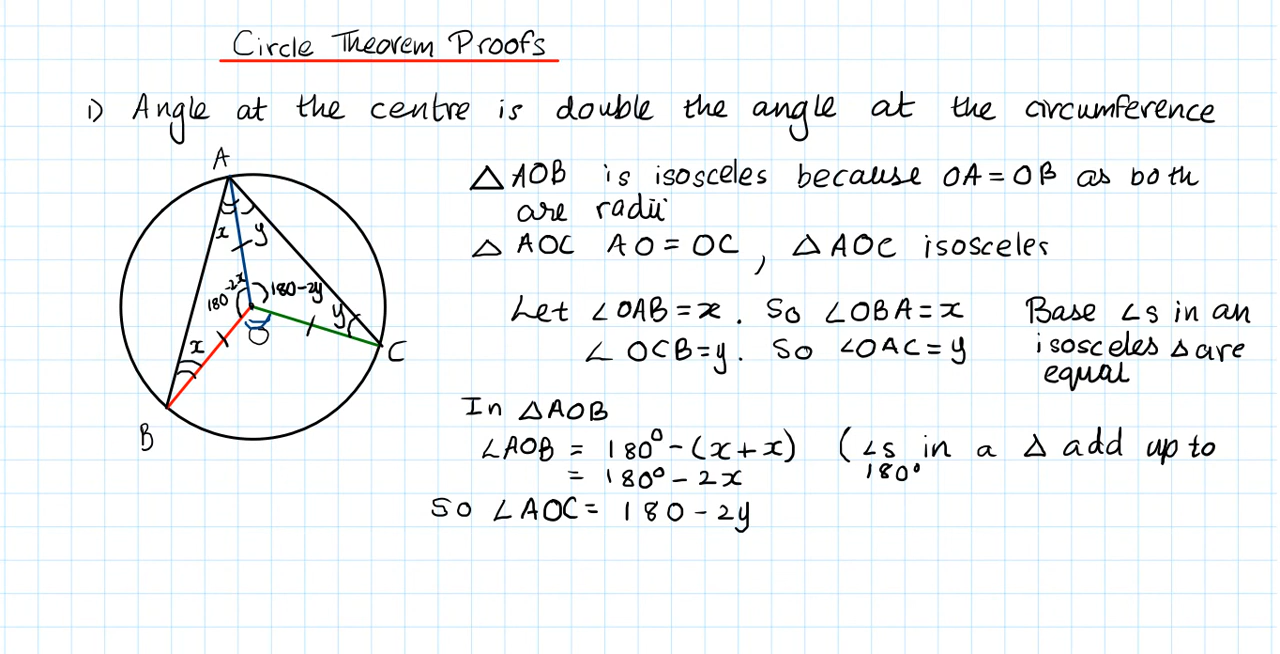 Circle Theorem Proofs
1) Angle at the centre is double the angle at the circumference
A
△AOB is isosceles because OA = OB as both
are radii
△ AOC AO = OC, △AOC isosceles
x y
180-2x 180-2y
x y
O
B
C
Let ∠OAB = x. So ∠OBA = x Base ∠s in an
∠ OCB = y. So ∠OAC = y isosceles △ are
equal
In △AOB
∠AOB = 180° - (x + x) (∠s in a △ add up to
= 180° - 2x 180°
So ∠AOC = 180 - 2y